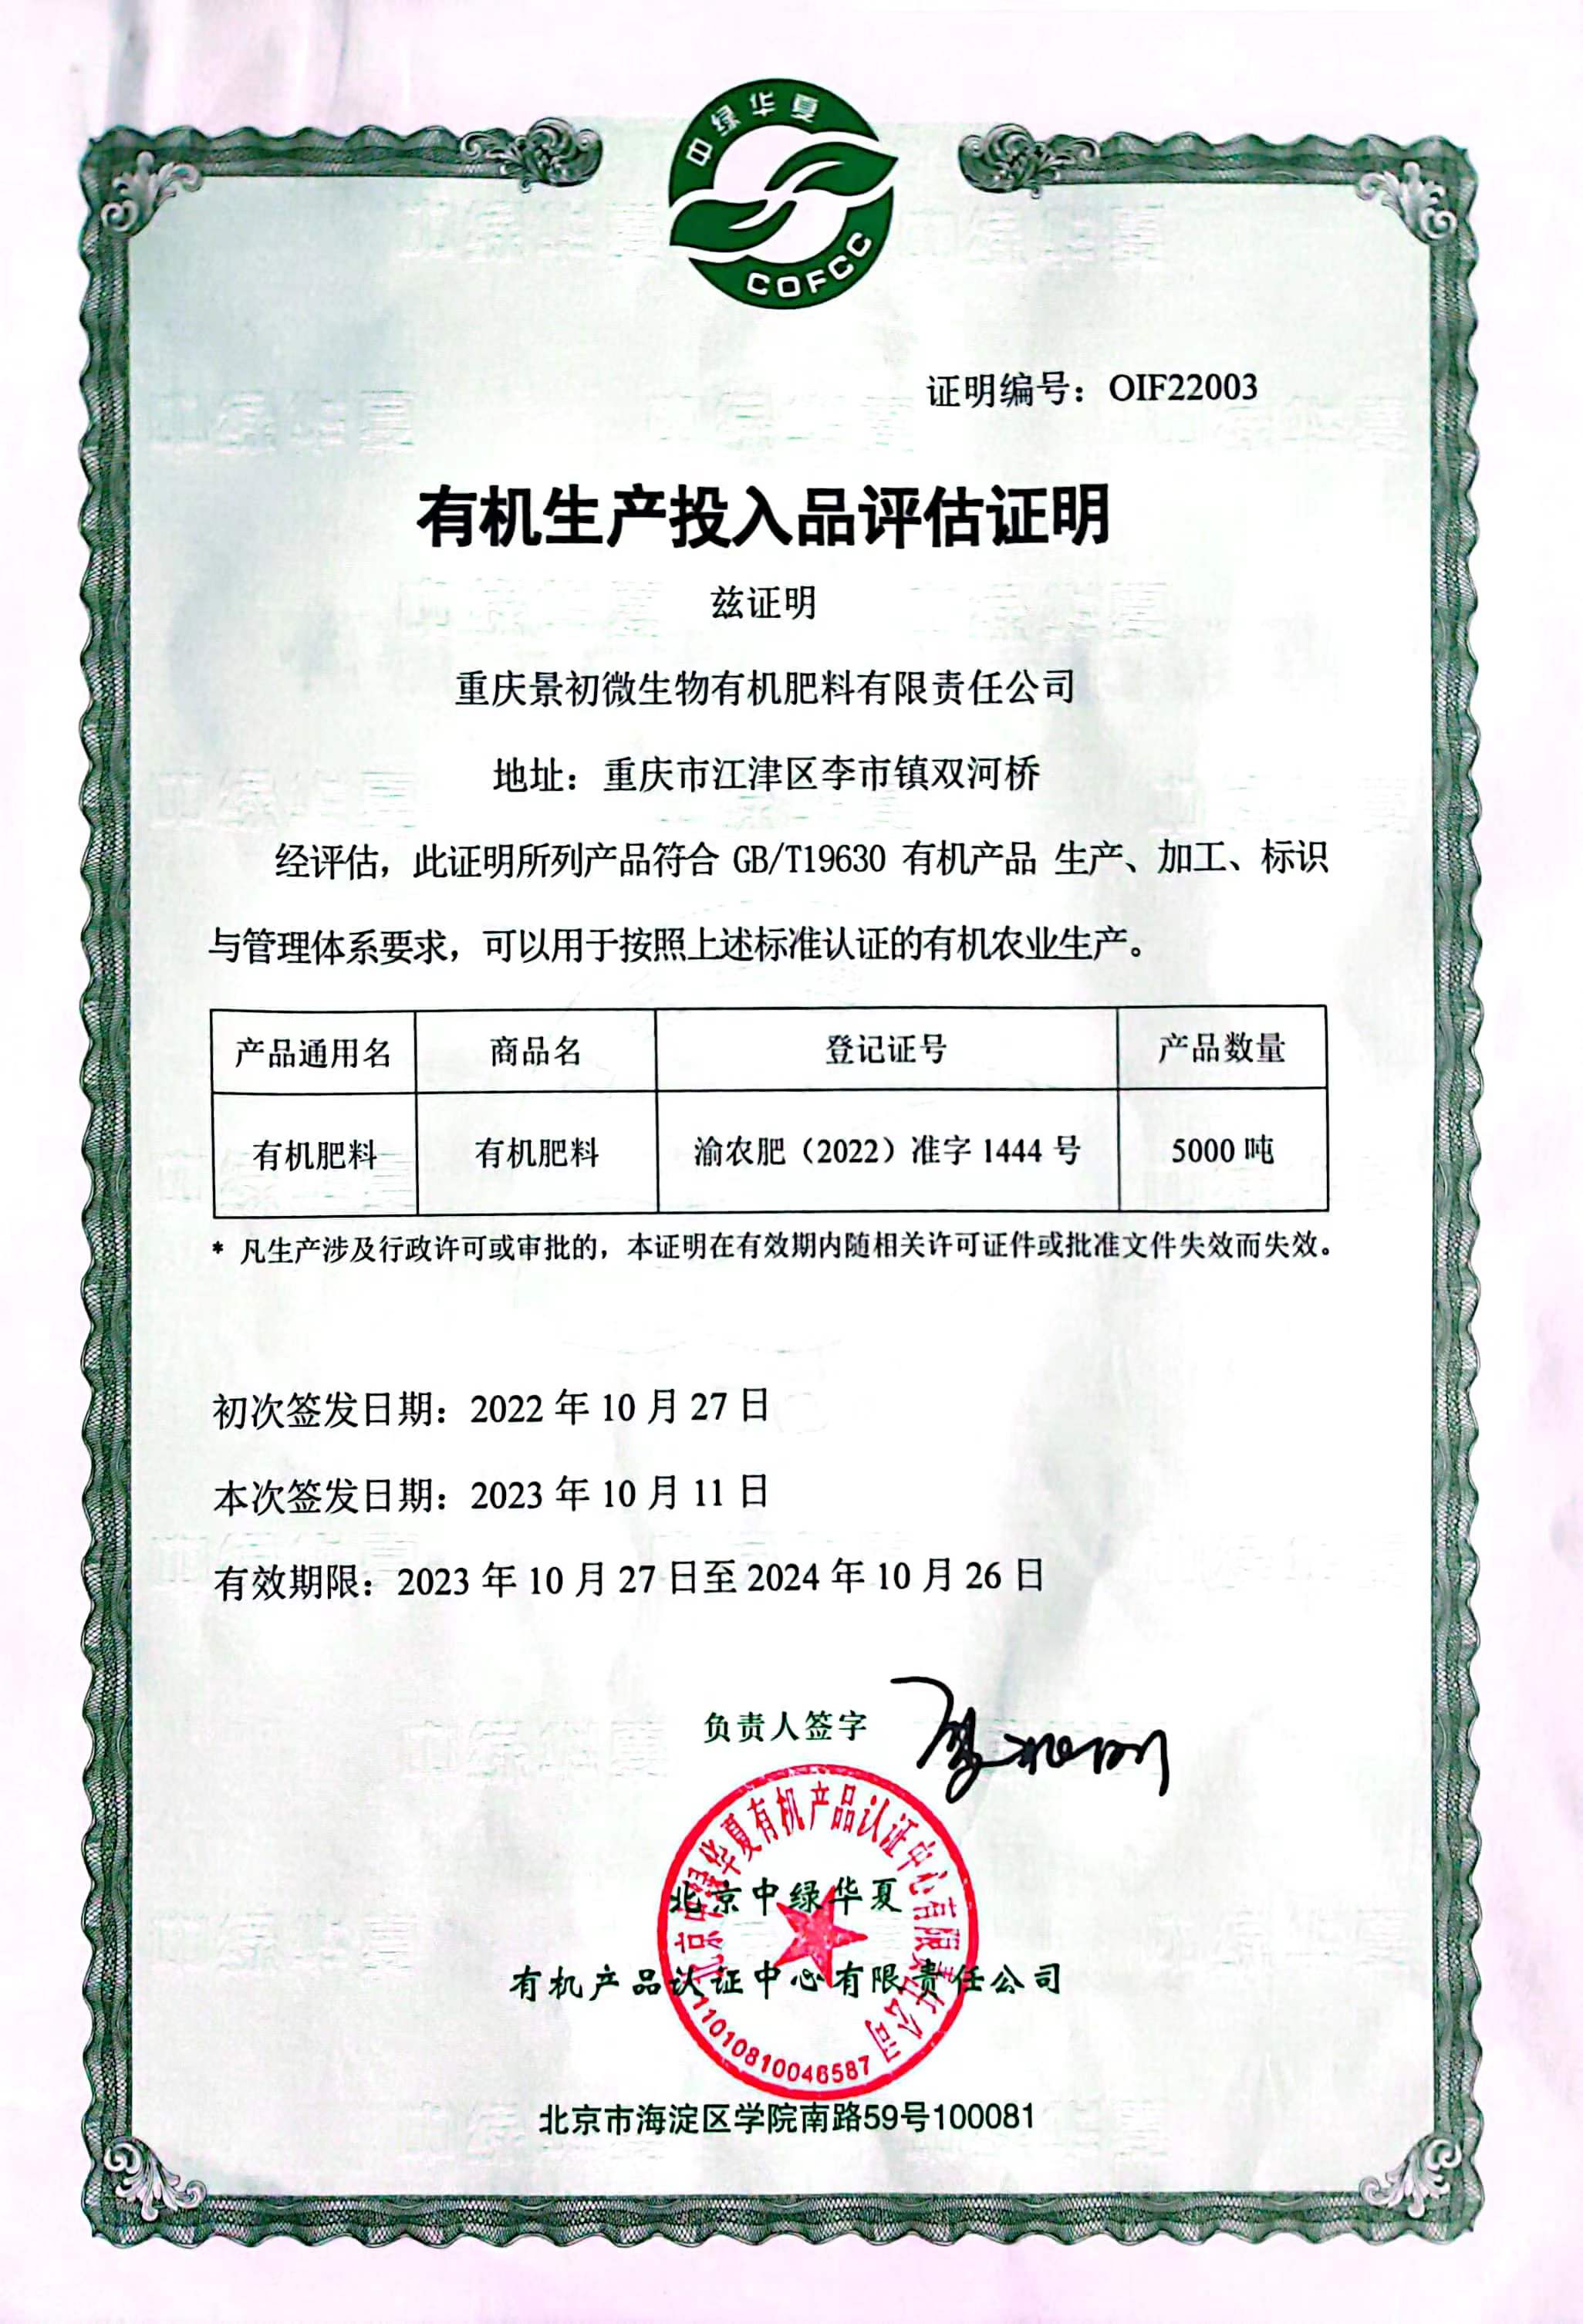 中绿华夏
COFCC
证明编号：OIF22003
有机生产投入品评估证明
兹证明
重庆景初微生物有机肥料有限责任公司
地址：重庆市江津区李市镇双河桥
经评估，此证明所列产品符合 GB/T19630 有机产品 生产、加工、标识
与管理体系要求，可以用于按照上述标准认证的有机农业生产。
产品通用名 商品名 登记证号 产品数量
有机肥料 有机肥料 渝农肥（2022）准字 1444 号 5000 吨
* 凡生产涉及行政许可或审批的，本证明在有效期内随相关许可证件或批准文件失效而失效。
初次签发日期：2022 年 10 月 27 日
本次签发日期：2023 年 10 月 11 日
有效期限：2023 年 10 月 27 日至 2024 年 10 月 26 日
负责人签字
北京中绿华夏有机产品认证中心有限责任公司
北京中绿华夏
有机产品认证中心有限责任公司
1101081004‌6587
北京市海淀区学院南路59号100081